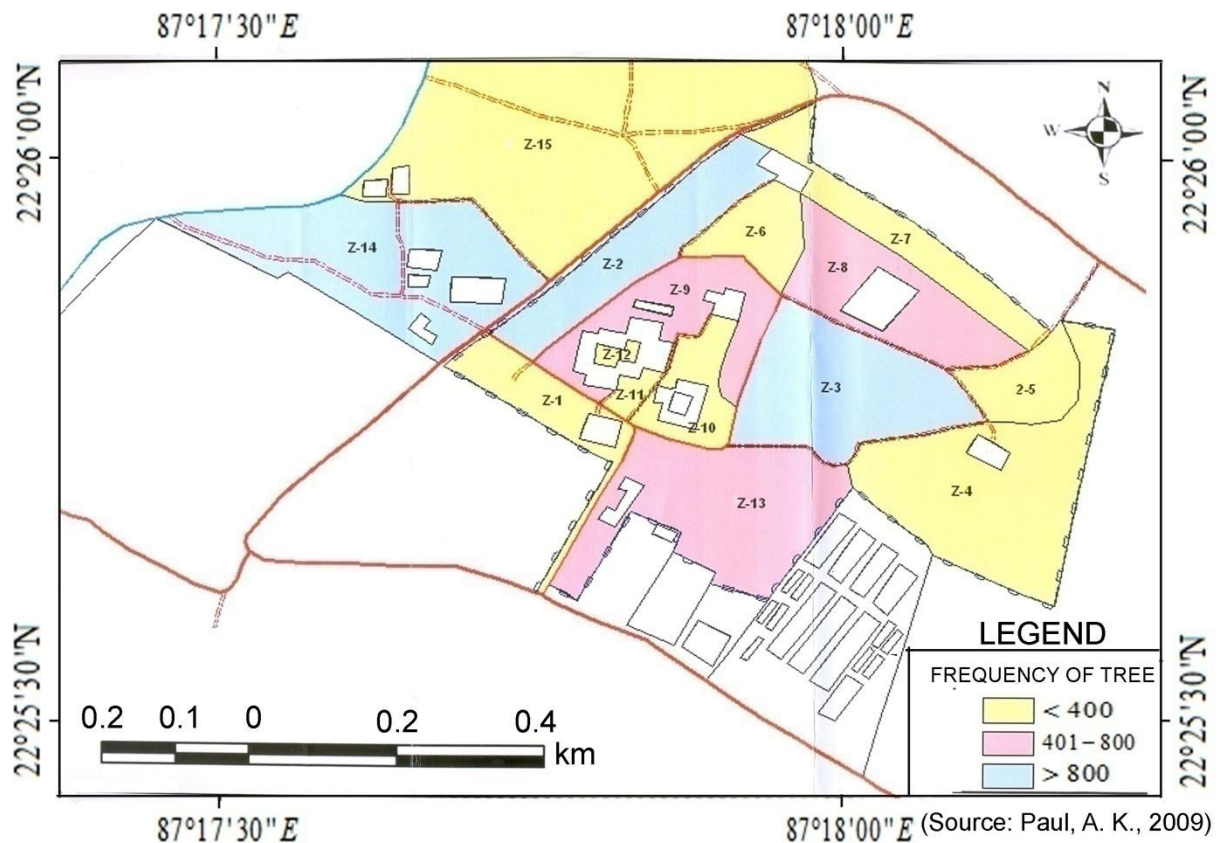 87°17'30"E 87°18'00"E
22°26'00"N
22°26'00"N
N
W E
S
Z-15
Z-14
Z-2
Z-6
Z-7
Z-8
Z-9
Z-12
Z-11
Z-10
Z-1
Z-3
2-5
Z-4
Z-13
22°25'30"N
22°25'30"N
0.2 0.1 0 0.2 0.4
km
LEGEND
FREQUENCY OF TREE
< 400
401-800
> 800
87°17'30"E 87°18'00"E
(Source: Paul, A. K., 2009)